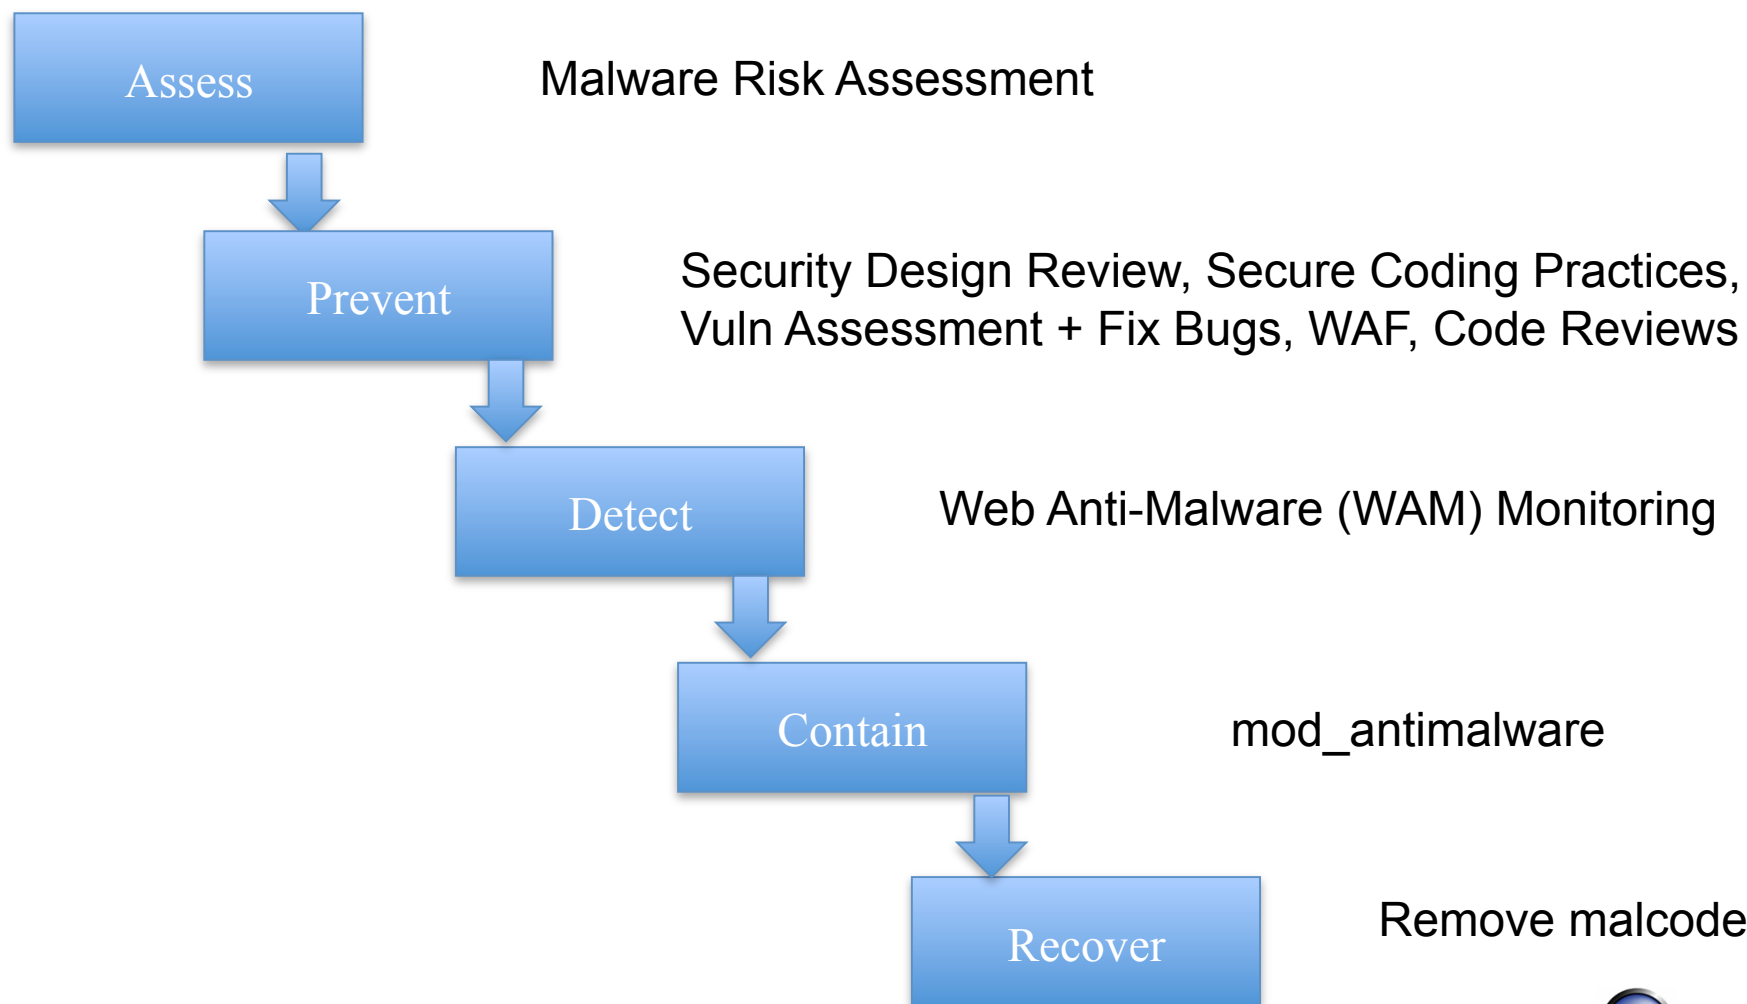 Assess
Malware Risk Assessment
Prevent
Security Design Review, Secure Coding Practices,
Vuln Assessment + Fix Bugs, WAF, Code Reviews
Detect
Web Anti-Malware (WAM) Monitoring
Contain
mod_antimalware
Recover
Remove malcode